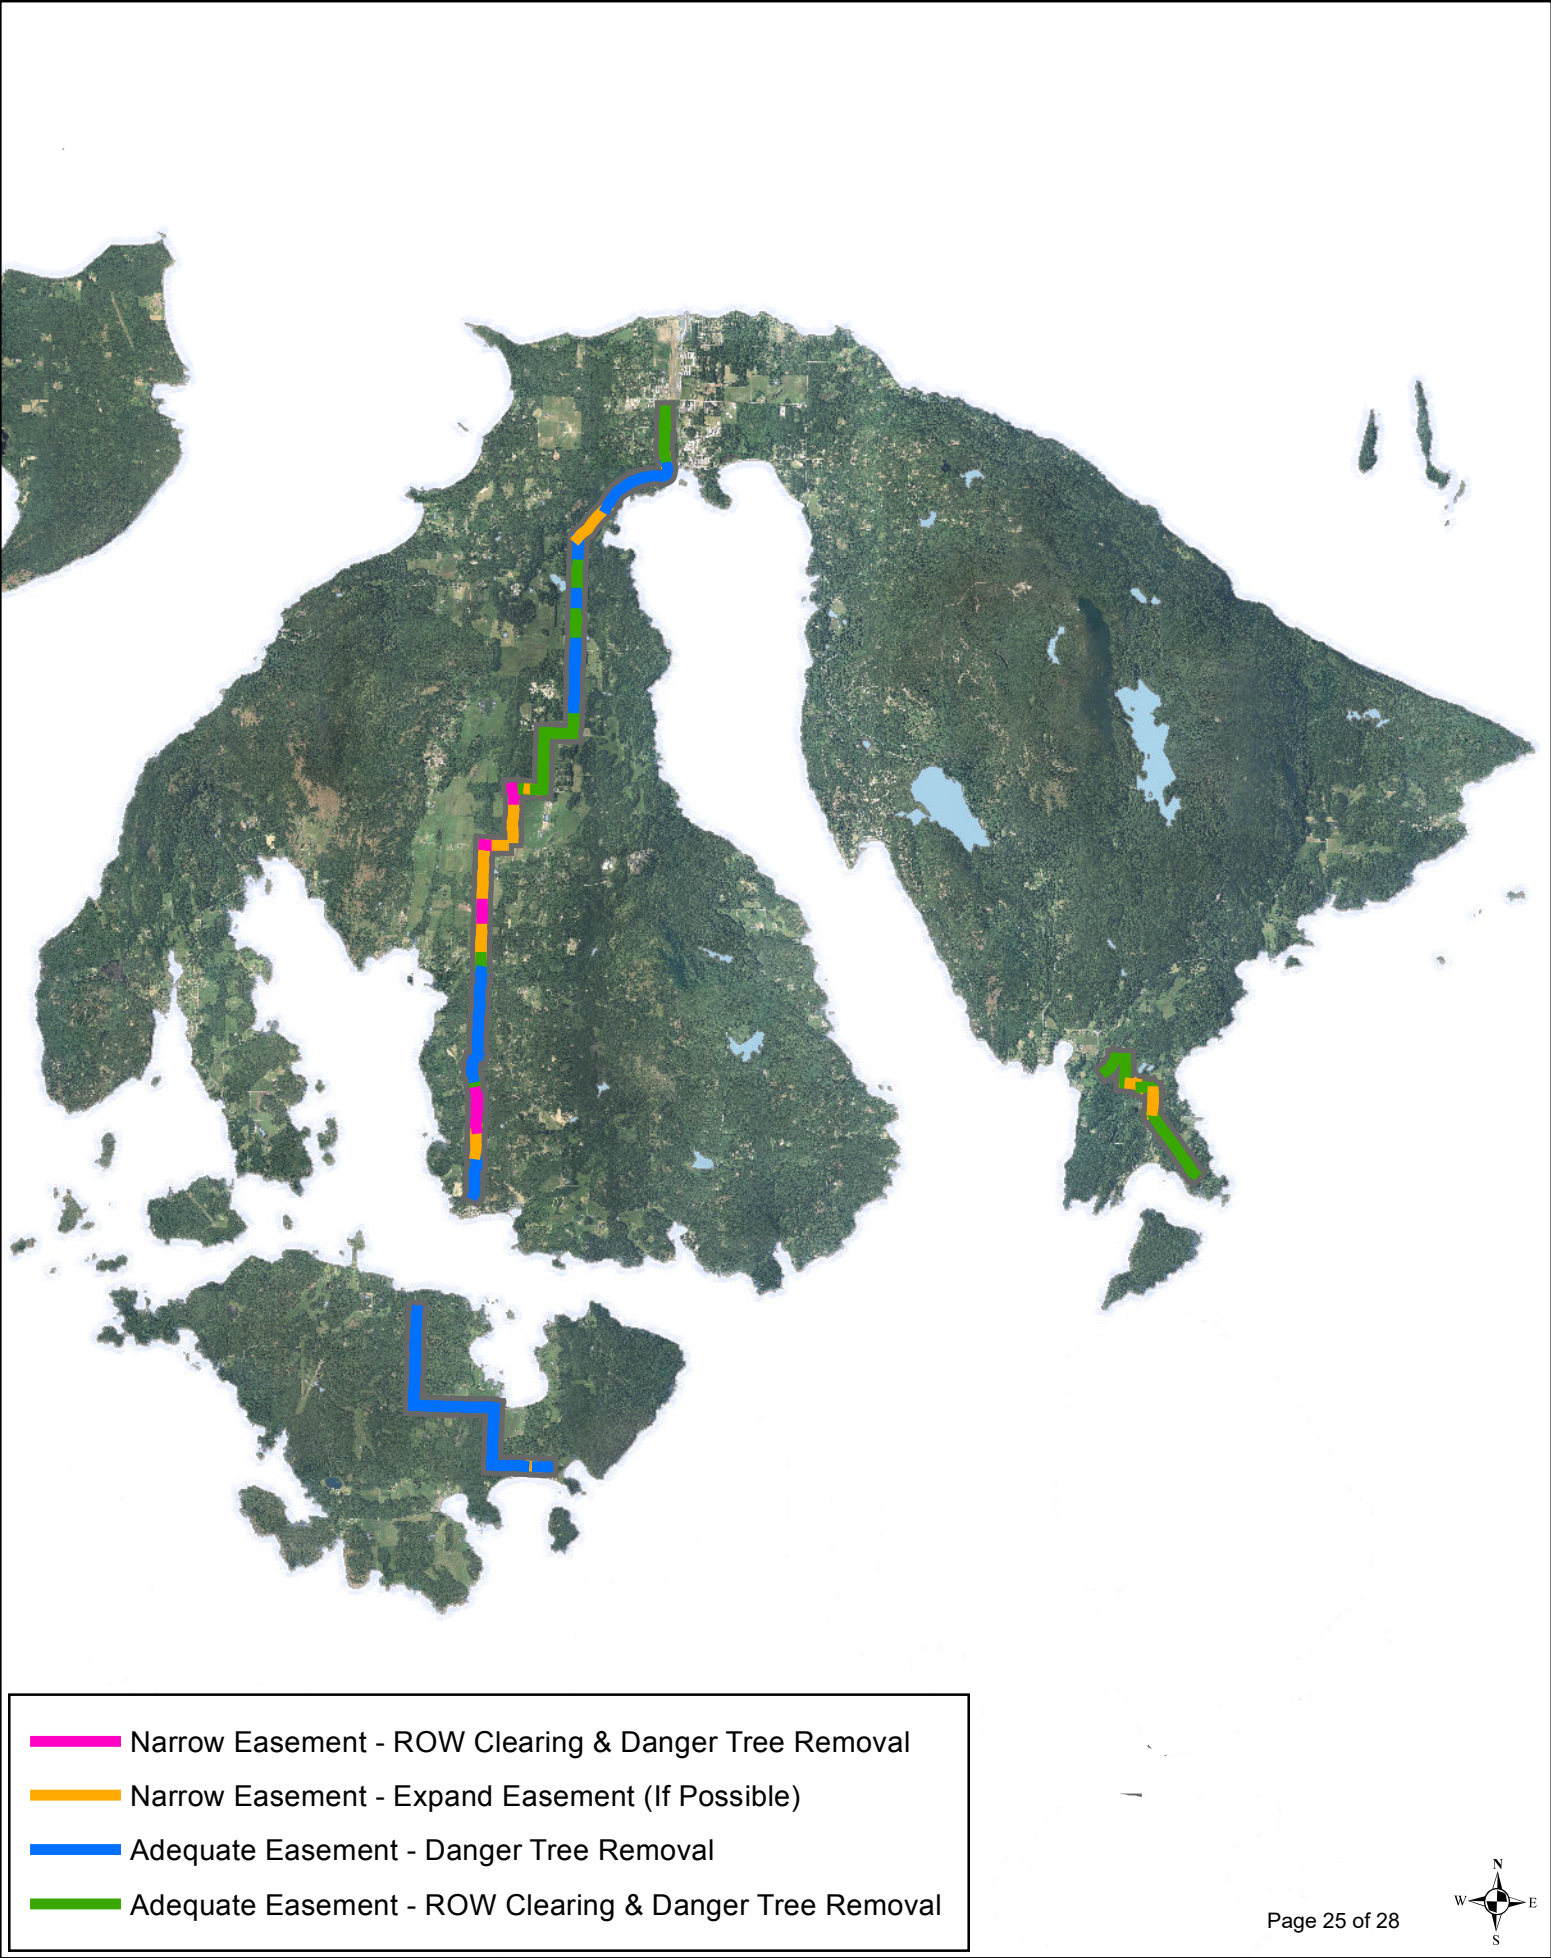 Narrow Easement - ROW Clearing & Danger Tree Removal
Narrow Easement - Expand Easement (If Possible)
Adequate Easement - Danger Tree Removal
Adequate Easement - ROW Clearing & Danger Tree Removal
Page 25 of 28
N
W E
S